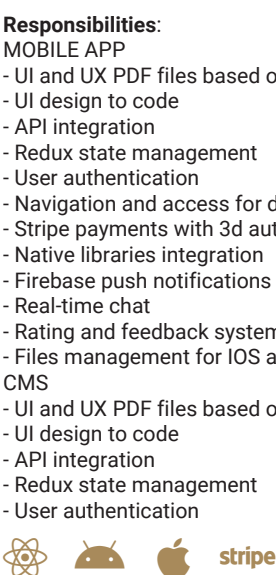 Responsibilities:
MOBILE APP
- UI and UX PDF files based o
- UI design to code
- API integration
- Redux state management
- User authentication
- Navigation and access for d
- Stripe payments with 3d aut
- Native libraries integration
- Firebase push notifications
- Real-time chat
- Rating and feedback system
- Files management for IOS a
CMS
- UI and UX PDF files based o
- UI design to code
- API integration
- Redux state management
- User authentication
stripe